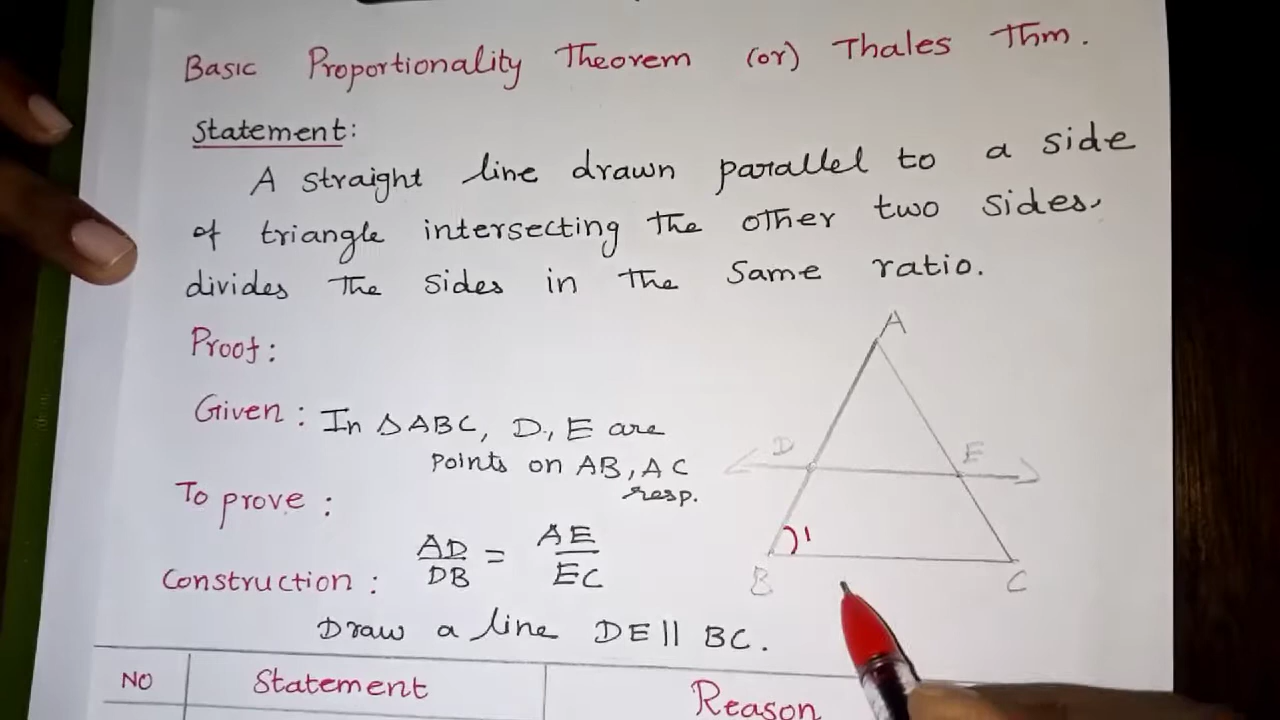 Basic Proportionality Theorem (or) Thales Thm.
Statement:
A straight line drawn parallel to a side
of triangle intersecting the other two sides,
divides the sides in the same ratio.
Proof:
Given: In △ABC, D, E are
points on AB, AC
resp.
To prove:
AD/DB = AE/EC
Construction:
Draw a line DE || BC.
A
D E
1
B C
NO Statement Reason